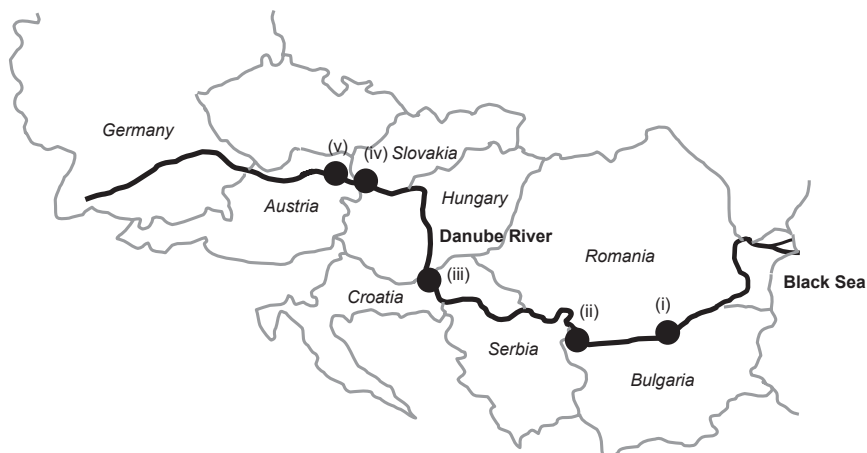 Germany
(v)
(iv)
Slovakia
Austria
Hungary
Danube River
Romania
Black Sea
(iii)
Croatia
(ii)
(i)
Serbia
Bulgaria